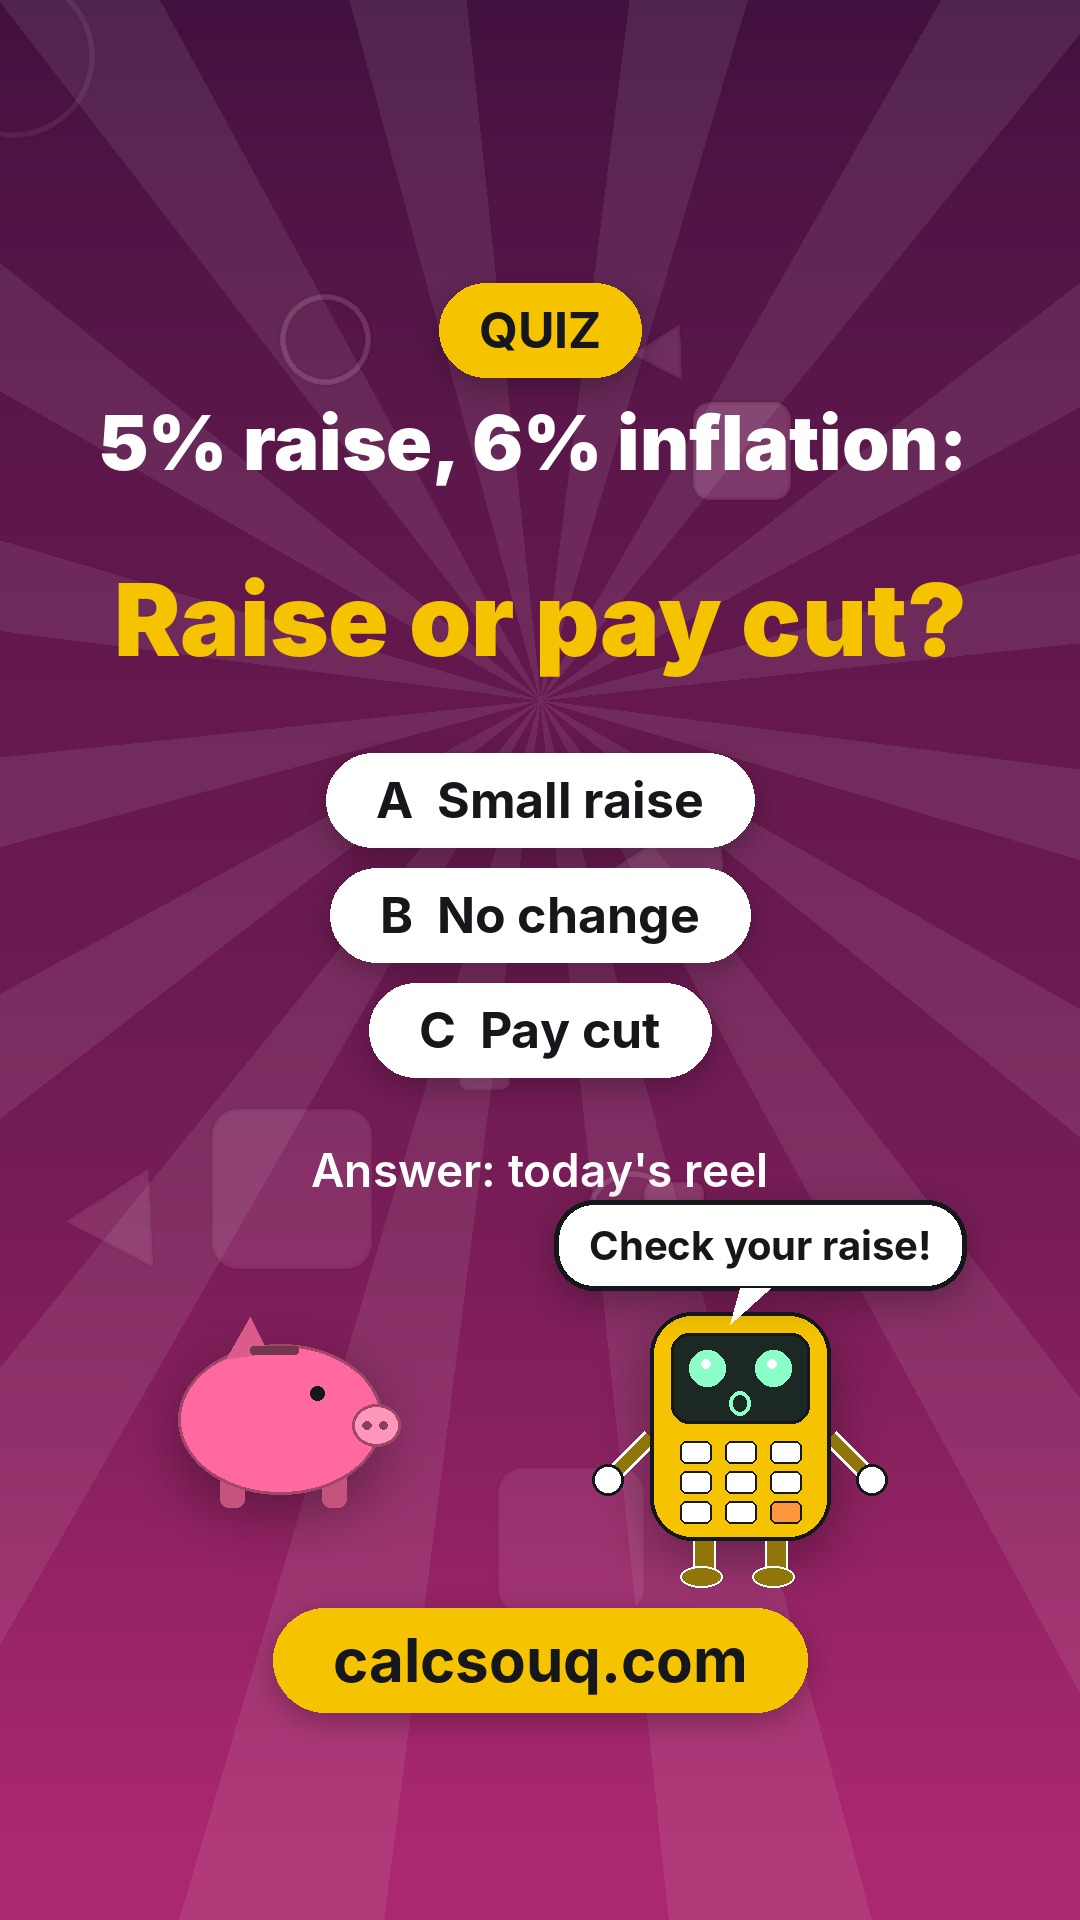 QUIZ
5% raise, 6% inflation:
Raise or pay cut?
A Small raise
B No change
C Pay cut
Answer: today's reel
Check your raise!
calcsouq.com